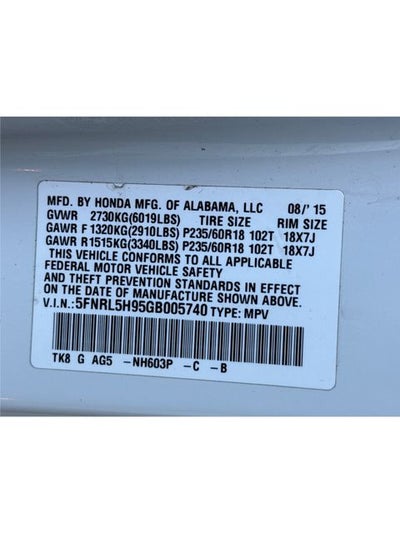 MFD. BY HONDA MFG. OF ALABAMA, LLC 08/'15
GVWR 2730KG(6019LBS) TIRE SIZE RIM SIZE
GAWR F 1320KG(2910LBS) P235/60R18 102T 18X7J
GAWR R1515KG(3340LBS) P235/60R18 102T 18X7J
THIS VEHICLE CONFORMS TO ALL APPLICABLE
FEDERAL MOTOR VEHICLE SAFETY
AND THEFT PREVENTION STANDARDS IN EFFECT
ON THE DATE OF MANUFACTURE SHOWN ABOVE.
V.I.N.:5FNRL5H95GB005740 TYPE: MPV
TK8 G AG5 -NH603P -C -B